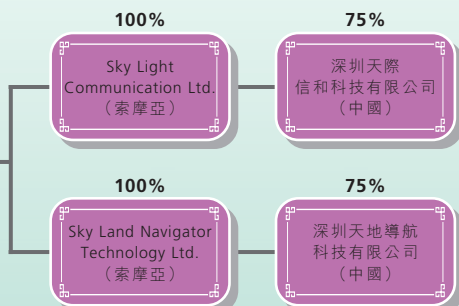 100%
Sky Light
Communication Ltd.
（索摩亞）
75%
深圳天際
信和科技有限公司
（中國）
100%
Sky Land Navigator
Technology Ltd.
（索摩亞）
75%
深圳天地導航
科技有限公司
（中國）